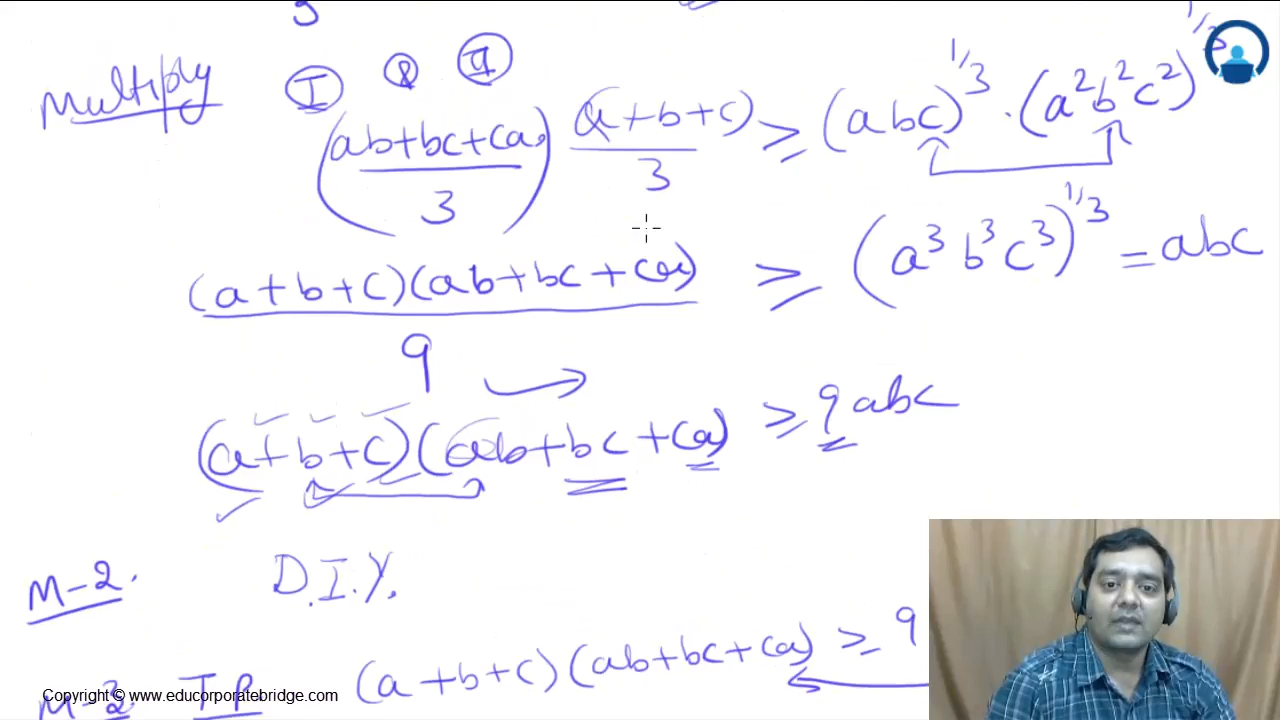 3
Multiply Ⓘ & Ⓘ Ⓘ
(ab+bc+ca)/3 (a+b+c)/3 ≥ (abc)^1/3 · (a²b²c²)^1/3
(a+b+c)(ab+bc+ca)/9 ≥ (a³b³c³)^1/3 = abc
(a+b+c)(ab+bc+ca) ≥ 9abc
M-2. D.I.Y.
M-3 T.P. (a+b+c)(ab+bc+ca) ≥ 9
Copyright © www.educorporatebridge.com